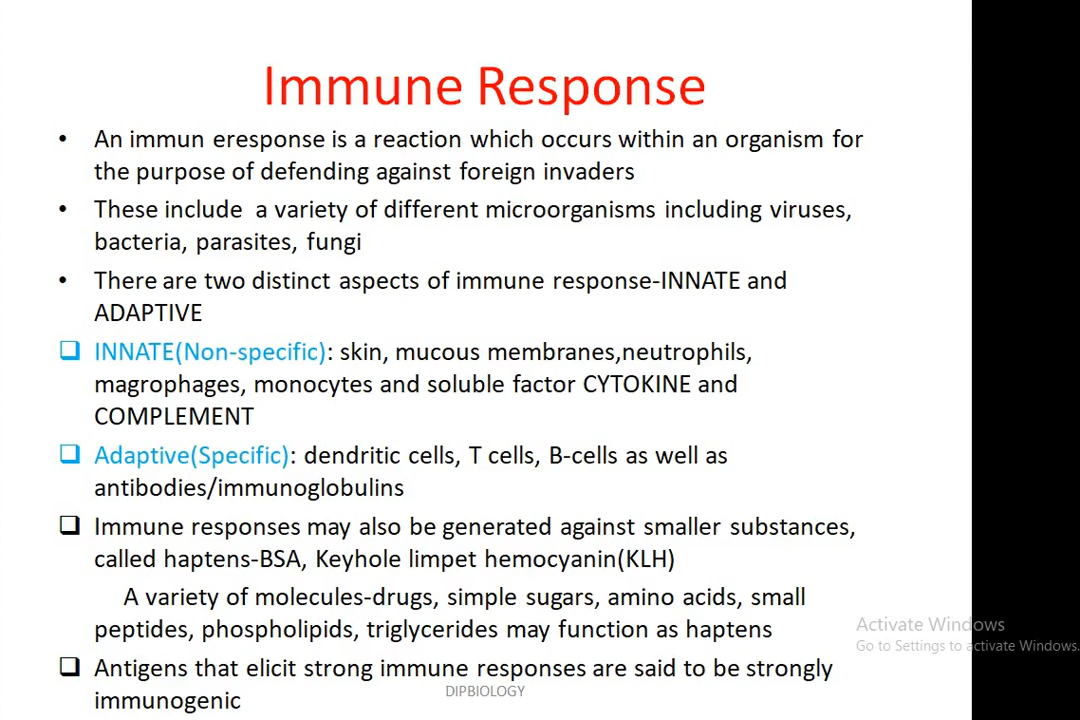 Immune Response
• An immun eresponse is a reaction which occurs within an organism for
the purpose of defending against foreign invaders
• These include a variety of different microorganisms including viruses,
bacteria, parasites, fungi
• There are two distinct aspects of immune response-INNATE and
ADAPTIVE
❑ INNATE(Non-specific): skin, mucous membranes,neutrophils,
magrophages, monocytes and soluble factor CYTOKINE and
COMPLEMENT
❑ Adaptive(Specific): dendritic cells, T cells, B-cells as well as
antibodies/immunoglobulins
❑ Immune responses may also be generated against smaller substances,
called haptens-BSA, Keyhole limpet hemocyanin(KLH)
A variety of molecules-drugs, simple sugars, amino acids, small
peptides, phospholipids, triglycerides may function as haptens
❑ Antigens that elicit strong immune responses are said to be strongly
immunogenic
DIPBIOLOGY
Activate Windows
Go to Settings to activate Windows.